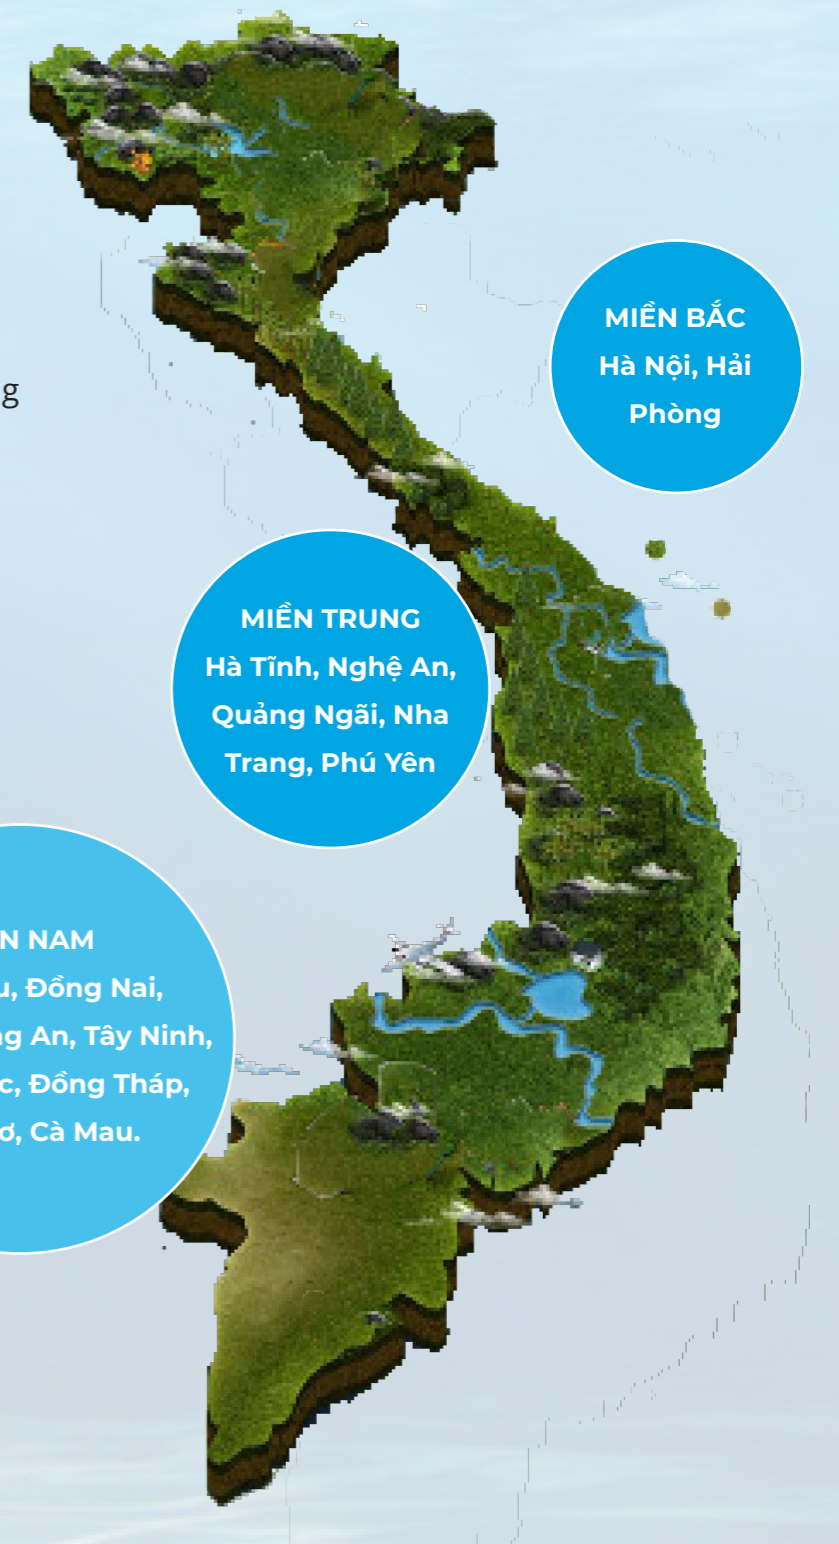 g
MIỀN BẮC
Hà Nội, Hải
Phòng
MIỀN TRUNG
Hà Tĩnh, Nghệ An,
Quảng Ngãi, Nha
Trang, Phú Yên
N NAM
u, Đồng Nai,
ng An, Tây Ninh,
c, Đồng Tháp,
ơ, Cà Mau.